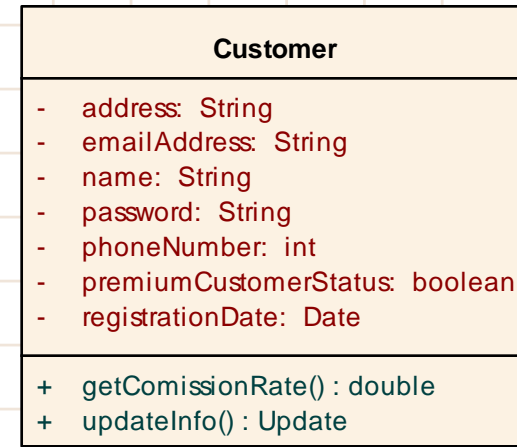 Customer
- address: String
- emailAddress: String
- name: String
- password: String
- phoneNumber: int
- premiumCustomerStatus: boolean
- registrationDate: Date
+ getComissionRate() : double
+ updateInfo() : Update